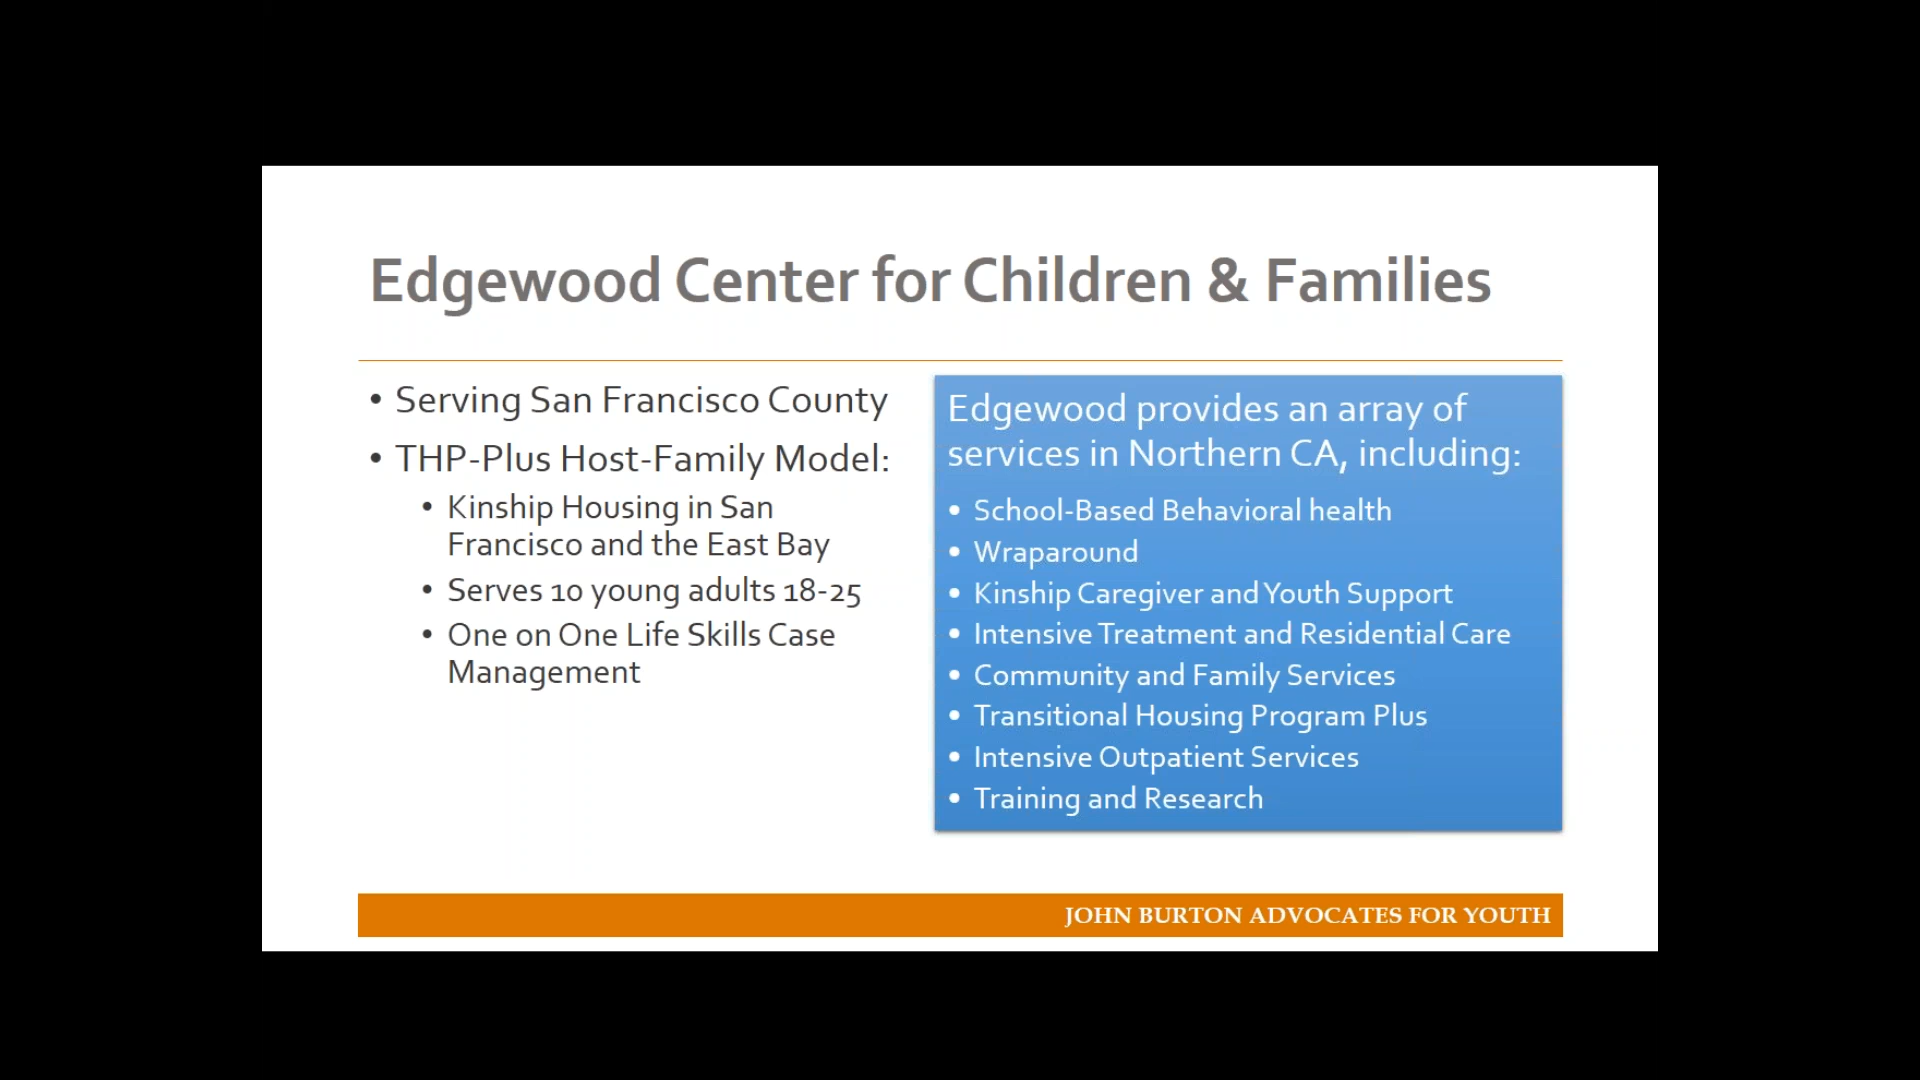 Edgewood Center for Children & Families
• Serving San Francisco County
• THP-Plus Host-Family Model:
• Kinship Housing in San
Francisco and the East Bay
• Serves 10 young adults 18-25
• One on One Life Skills Case
Management
Edgewood provides an array of
services in Northern CA, including:
• School-Based Behavioral health
• Wraparound
• Kinship Caregiver and Youth Support
• Intensive Treatment and Residential Care
• Community and Family Services
• Transitional Housing Program Plus
• Intensive Outpatient Services
• Training and Research
JOHN BURTON ADVOCATES FOR YOUTH